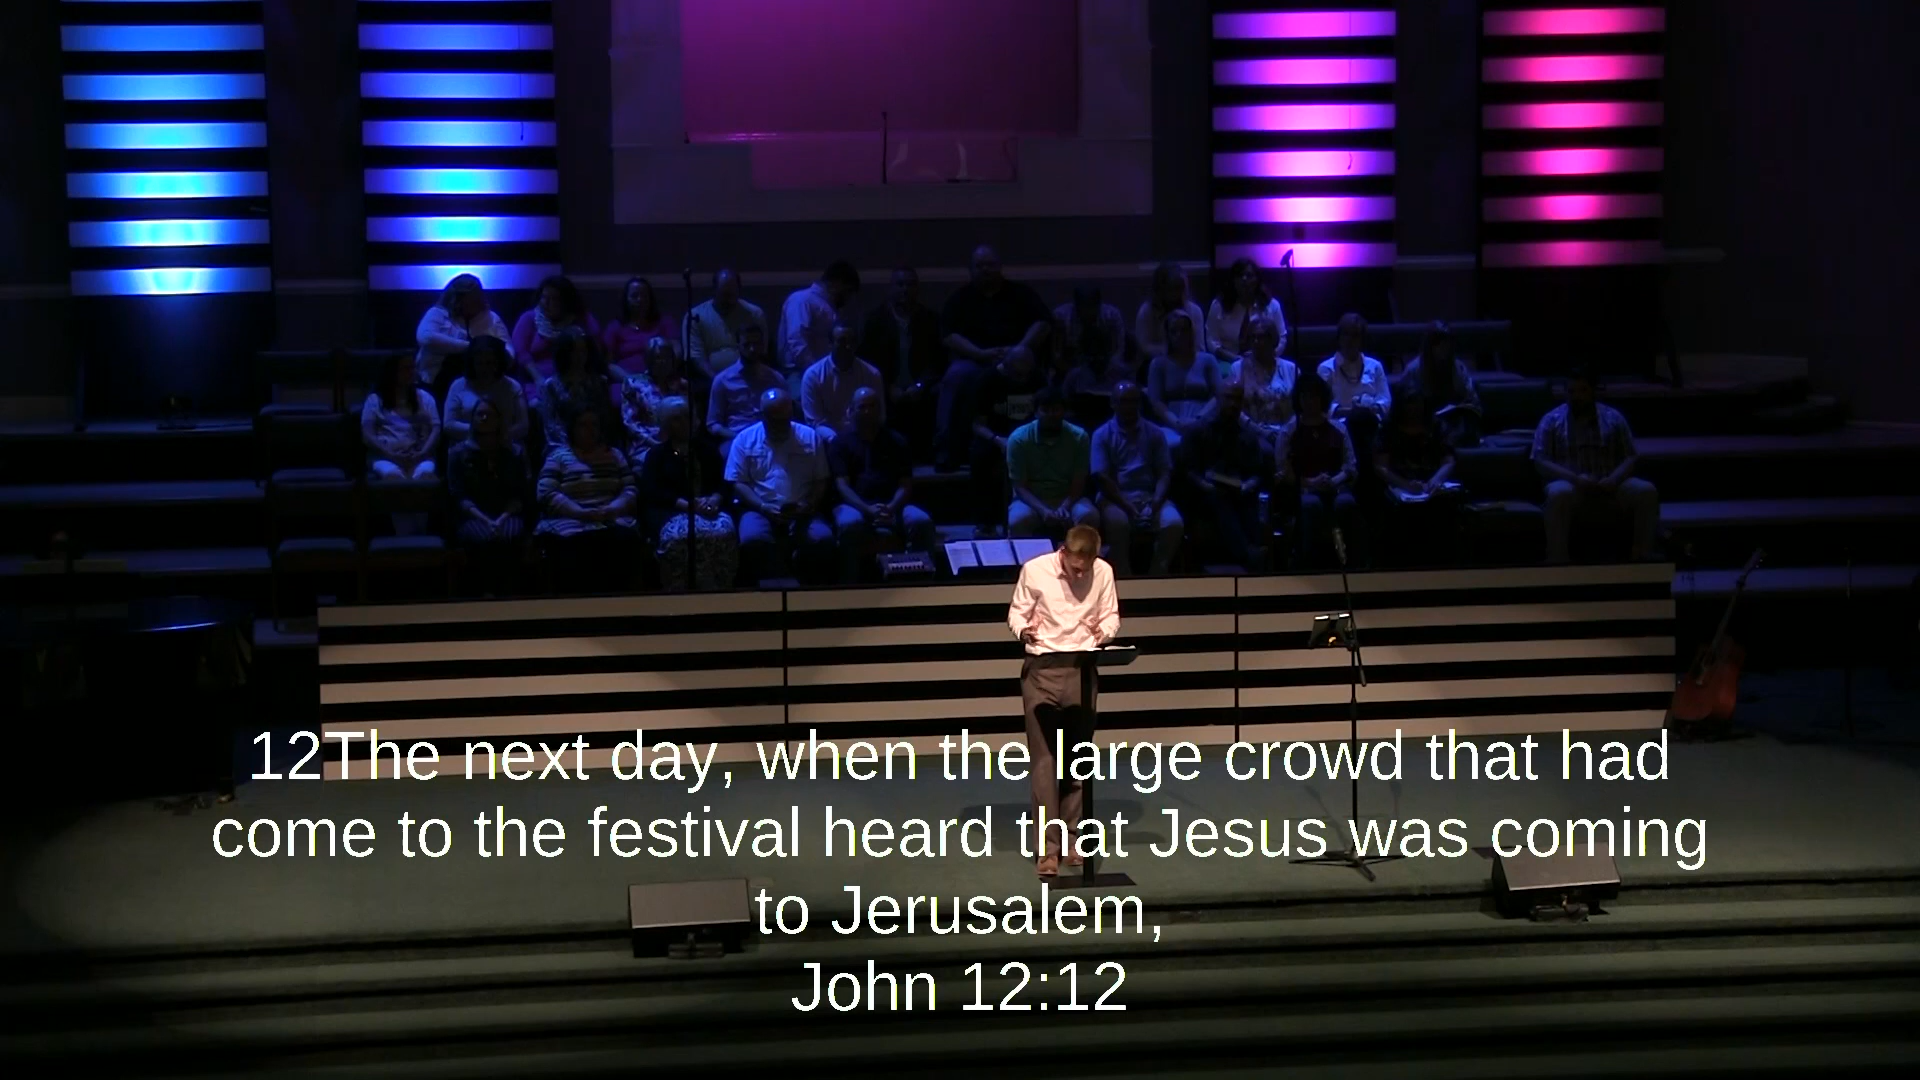 12The next day, when the large crowd that had
come to the festival heard that Jesus was coming
to Jerusalem,
John 12:12